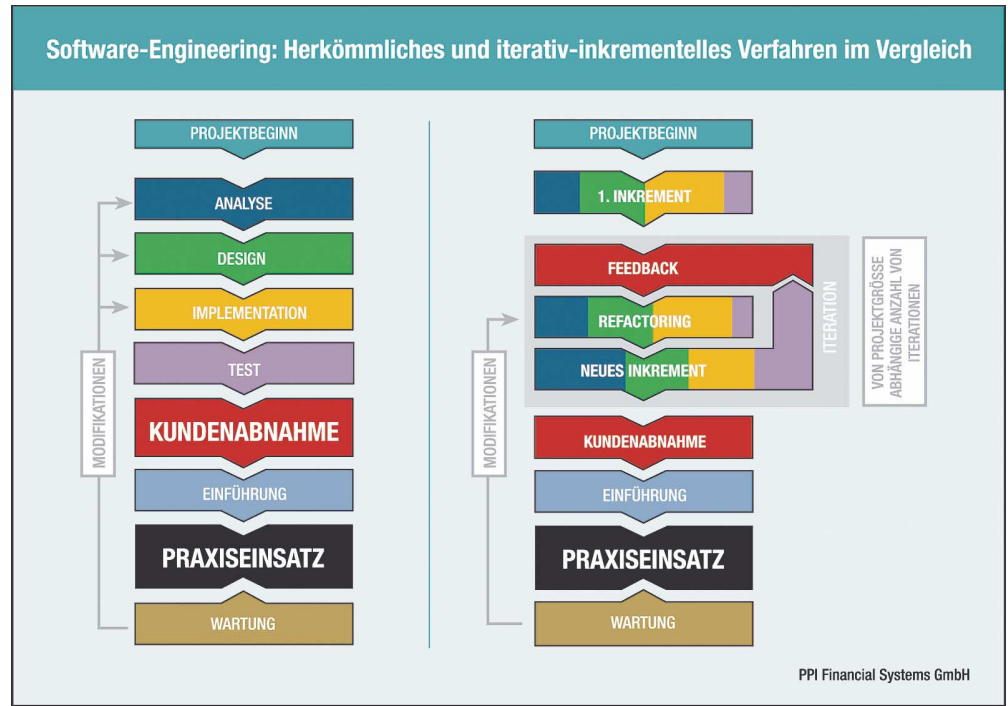 Software-Engineering: Herkömmliches und iterativ-inkrementelles Verfahren im Vergleich
PROJEKTBEGINN
ANALYSE
DESIGN
IMPLEMENTATION
TEST
KUNDENABNAHME
EINFÜHRUNG
PRAXISEINSATZ
WARTUNG
MODIFIKATIONEN
PROJEKTBEGINN
1. INKREMENT
FEEDBACK
REFACTORING
NEUES INKREMENT
ITERATION
VON PROJEKTGRÖSSE
ABHÄNGIGE ANZAHL VON
ITERATIONEN
KUNDENABNAHME
EINFÜHRUNG
PRAXISEINSATZ
WARTUNG
MODIFIKATIONEN
PPI Financial Systems GmbH